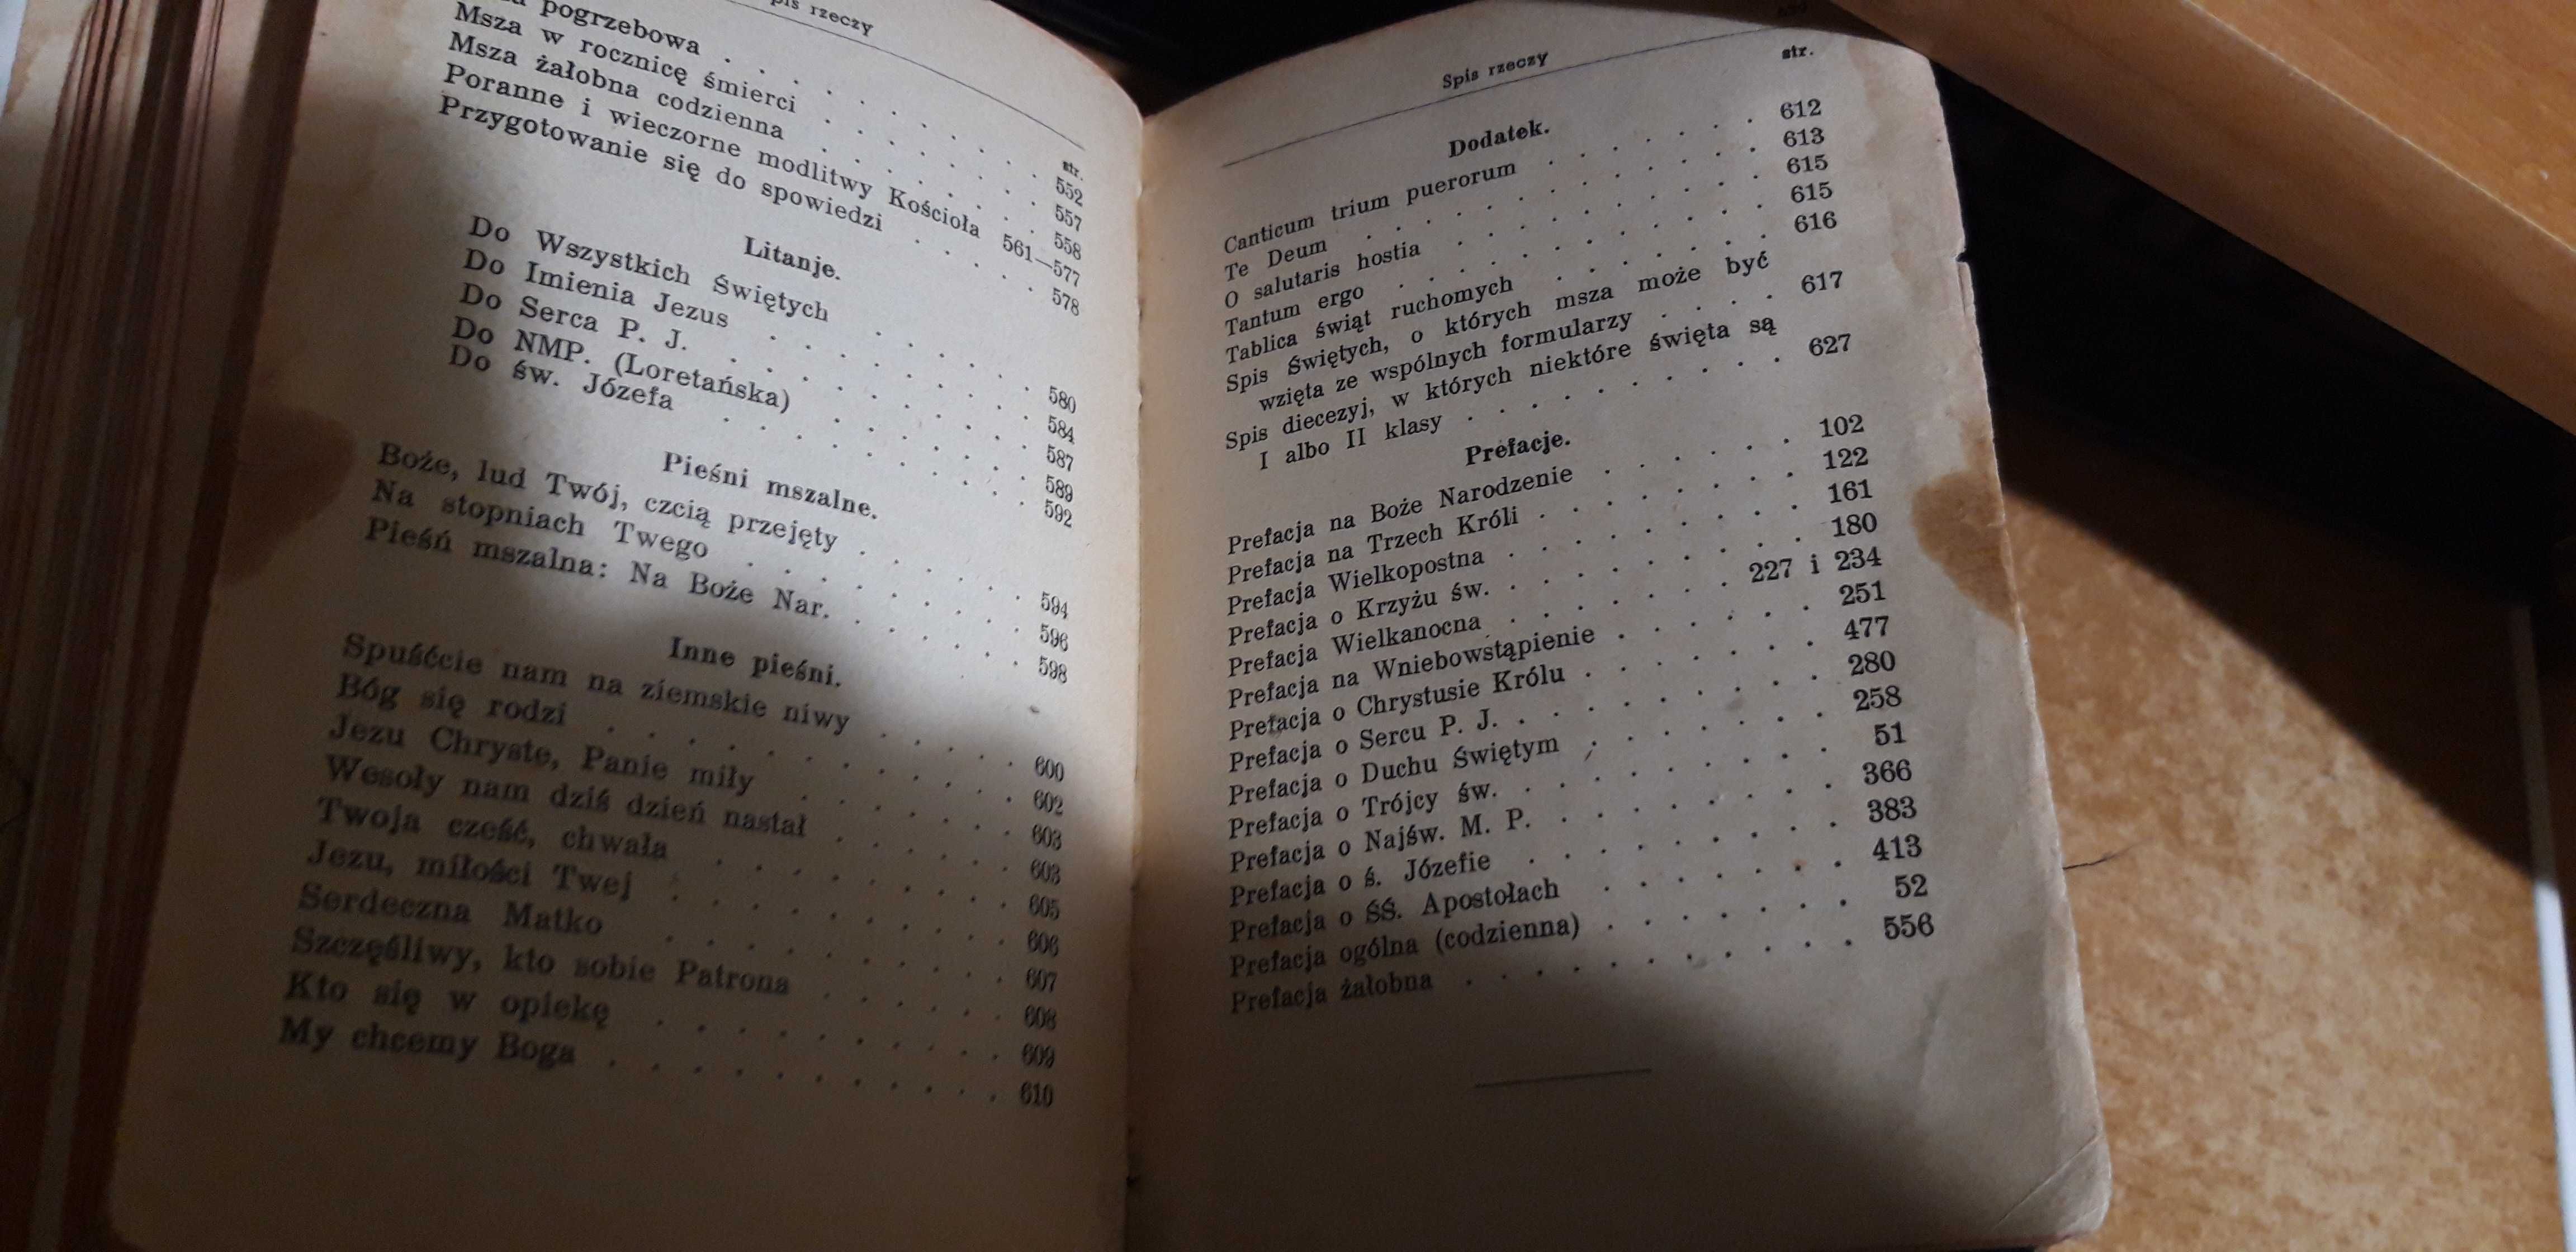 Spis rzeczy
str.
pogrzebowa . . . . . . . 552
Msza w rocznicę śmierci . . . . . . 557
Msza żałobna codzienna . . . . . . 558
Poranne i wieczorne modlitwy Kościoła 561—577
Przygotowanie się do spowiedzi . . . . . 578
Litanje.
Do Wszystkich Świętych . . . . . . 580
Do Imienia Jezus . . . . . . . . 584
Do Serca P. J. . . . . . . . . . 587
Do NMP. (Loretańska) . . . . . . . 589
Do św. Józefa . . . . . . . . . 592
Pieśni mszalne.
Boże, lud Twój, czcią przejęty . . . . . . 594
Na stopniach Twego . . . . . . . . 596
Pieśń mszalna: Na Boże Nar. . . . . . . 598
Inne pieśni.
Spuśćcie nam na ziemskie niwy . . . . . 600
Bóg się rodzi . . . . . . . . . . 602
Jezu Chryste, Panie miły . . . . . . . 603
Wesoły nam dziś dzień nastał . . . . . . 603
Twoja cześć, chwała . . . . . . . . 605
Jezu, miłości Twej . . . . . . . . . 606
Serdeczna Matko . . . . . . . . . 607
Szczęśliwy, kto sobie Patrona . . . . . . 608
Kto się w opiekę . . . . . . . . . 609
My chcemy Boga . . . . . . . . . . 610
Spis rzeczy
str.
Dodatek.
Canticum trium puerorum . . . . . . . 612
Te Deum . . . . . . . . . . . 613
O salutaris hostia . . . . . . . . . 615
Tantum ergo . . . . . . . . . . 615
Tablica świąt ruchomych . . . . . . . 616
Spis Świętych, o których msza może być
wzięta ze wspólnych formularzy . . . . 617
Spis diecezyj, w których niektóre święta są
I albo II klasy . . . . . . . . . 627
Prefacje.
Prefacja na Boże Narodzenie . . . . . . 102
Prefacja na Trzech Króli . . . . . . . 122
Prefacja Wielkopostna . . . . . . . . 161
Prefacja o Krzyżu św. . . . . . . . . 180
Prefacja Wielkanocna . . . . . . 227 i 234
Prefacja na Wniebowstąpienie . . . . . . 251
Prefacja o Chrystusie Królu . . . . . . 477
Prefacja o Sercu P. J. . . . . . . . . 280
Prefacja o Duchu Świętym . . . . . . . 258
Prefacja o Trójcy św. . . . . . . . . 51
Prefacja o Najśw. M. P. . . . . . . . 366
Prefacja o ś. Józefie . . . . . . . . 383
Prefacja o ŚŚ. Apostołach . . . . . . . 413
Prefacja ogólna (codzienna) . . . . . . 52
Prefacja żałobna . . . . . . . . . . 556